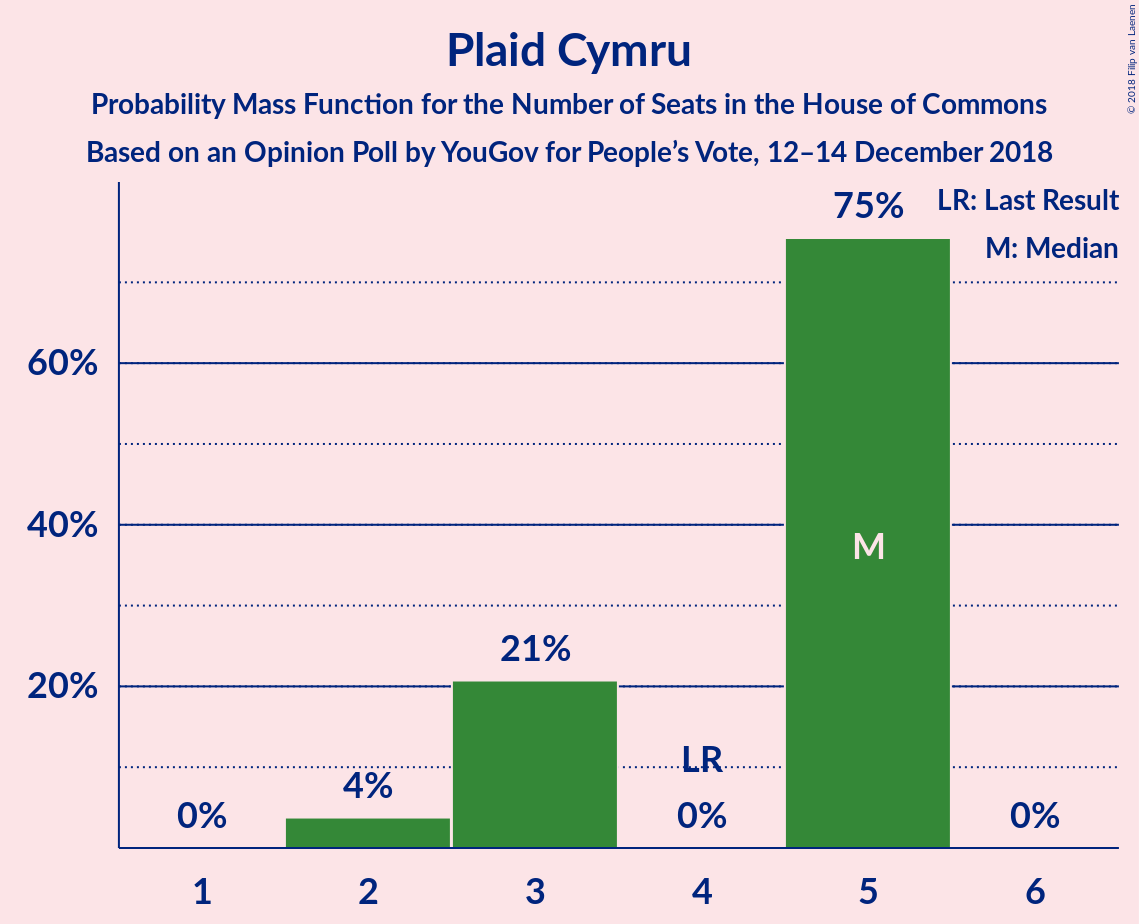 Plaid Cymru
Probability Mass Function for the Number of Seats in the House of Commons
Based on an Opinion Poll by YouGov for People’s Vote, 12–14 December 2018
© 2018 Filip van Laenen
LR: Last Result
M: Median
75%
60%
40%
20%
M
21%
LR
4%
0%
0%
0%
1
2
3
4
5
6